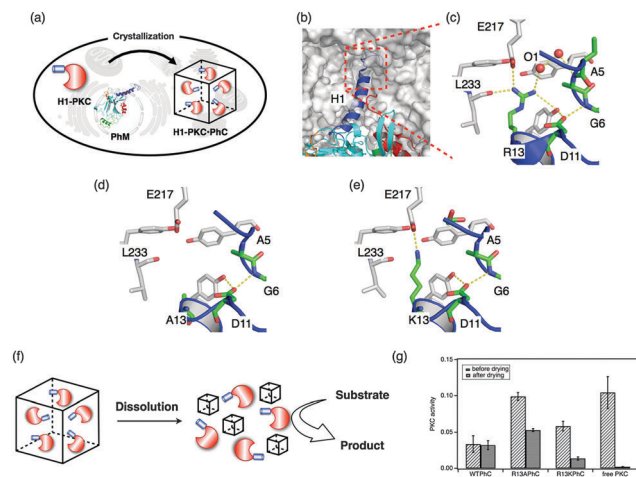 (a)
Crystallization
H1-PKC
PhM
H1-PKC-PhC
(b)
H1
(c)
E217
O1
A5
L233
G6
R13
D11
(d)
E217
A5
L233
G6
A13
D11
(e)
E217
A5
L233
G6
K13
D11
(f)
Dissolution
Substrate
Product
(g)
before drying
after drying
PKC activity
0.15
0.10
0.05
0.00
WTPhC
R13APhC
R13KPhC
free PKC